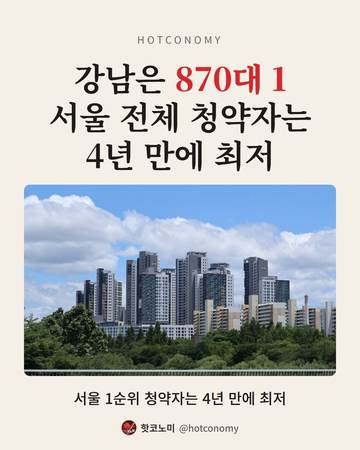 HOTCONOMY
강남은 870대 1
서울 전체 청약자는
4년 만에 최저
서울 1순위 청약자는 4년 만에 최저
핫코노미 @hotconomy